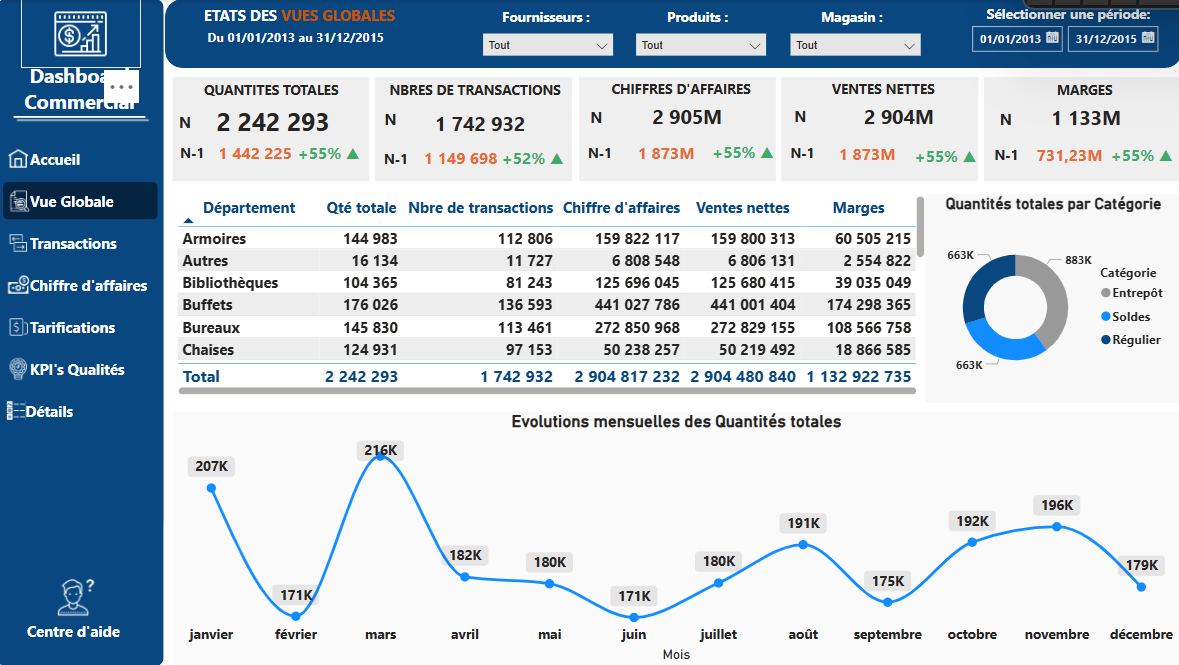 Dashboa
Commercial
Accueil
Vue Globale
Transactions
Chiffre d'affaires
Tarifications
KPI's Qualités
Détails
?
Centre d'aide
ETATS DES VUES GLOBALES
Du 01/01/2013 au 31/12/2015
Fournisseurs :
Tout
Produits :
Tout
Magasin :
Tout
Sélectionner une période:
01/01/2013 31/12/2015
QUANTITES TOTALES
N 2 242 293
N-1 1 442 225 +55% ▲
NBRES DE TRANSACTIONS
N 1 742 932
N-1 1 149 698 +52% ▲
CHIFFRES D'AFFAIRES
N 2 905M
N-1 1 873M +55% ▲
VENTES NETTES
N 2 904M
N-1 1 873M +55% ▲
MARGES
N 1 133M
N-1 731,23M +55% ▲
Département Qté totale Nbre de transactions Chiffre d'affaires Ventes nettes Marges
Armoires 144 983 112 806 159 822 117 159 800 313 60 505 215
Autres 16 134 11 727 6 808 548 6 806 131 2 554 822
Bibliothèques 104 365 81 243 125 696 045 125 680 415 39 035 049
Buffets 176 026 136 593 441 027 786 441 001 404 174 298 365
Bureaux 145 830 113 461 272 850 968 272 829 155 108 566 758
Chaises 124 931 97 153 50 238 257 50 219 492 18 866 585
Total 2 242 293 1 742 932 2 904 817 232 2 904 480 840 1 132 922 735
Quantités totales par Catégorie
663K
883K
663K
Catégorie
Entrepôt
Soldes
Régulier
Evolutions mensuelles des Quantités totales
207K 171K 216K 182K 180K 171K 180K 191K 175K 192K 196K 179K
janvier février mars avril mai juin juillet août septembre octobre novembre décembre
Mois